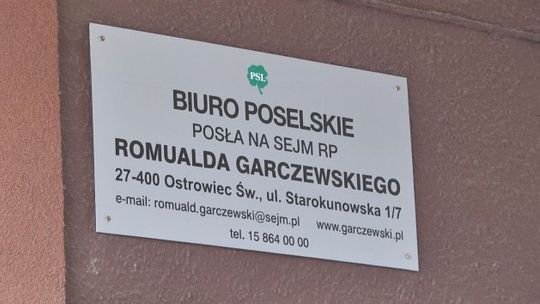 PSL
BIURO POSELSKIE
POSŁA NA SEJM RP
ROMUALDA GARCZEWSKIEGO
27-400 Ostrowiec Św., ul. Starokunowska 1/7
e-mail: romuald.garczewski@sejm.pl www.garczewski.pl
tel. 15 864 00 00